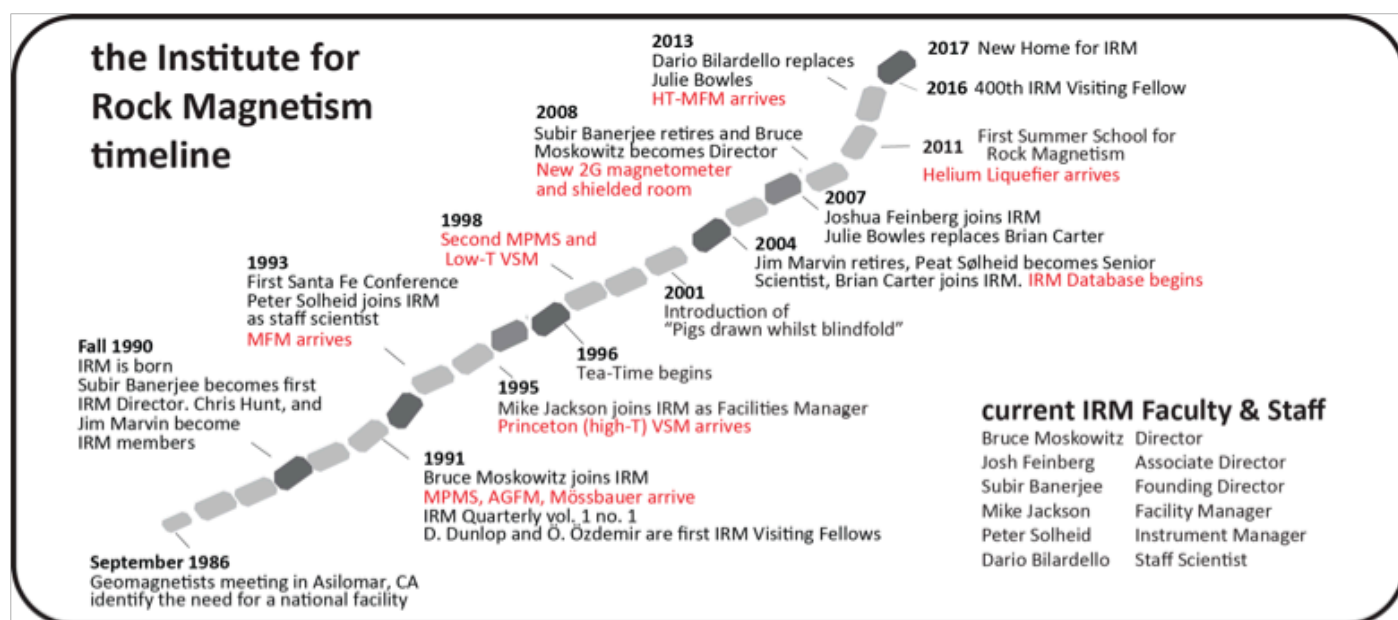 the Institute for
Rock Magnetism
timeline
September 1986
Geomagnetists meeting in Asilomar, CA
identify the need for a national facility
Fall 1990
IRM is born
Subir Banerjee becomes first
IRM Director. Chris Hunt, and
Jim Marvin become
IRM members
1991
Bruce Moskowitz joins IRM
MPMS, AGFM, Mössbauer arrive
IRM Quarterly vol. 1 no. 1
D. Dunlop and Ö. Özdemir are first IRM Visiting Fellows
1993
First Santa Fe Conference
Peter Solheid joins IRM
as staff scientist
MFM arrives
1995
Mike Jackson joins IRM as Facilities Manager
Princeton (high-T) VSM arrives
1996
Tea-Time begins
1998
Second MPMS and
Low-T VSM
2001
Introduction of
“Pigs drawn whilst blindfold”
2004
Jim Marvin retires, Peat Sølheid becomes Senior
Scientist, Brian Carter joins IRM. IRM Database begins
2007
Joshua Feinberg joins IRM
Julie Bowles replaces Brian Carter
2008
Subir Banerjee retires and Bruce
Moskowitz becomes Director
New 2G magnetometer
and shielded room
2011 First Summer School for
Rock Magnetism
Helium Liquefier arrives
2013
Dario Bilardello replaces
Julie Bowles
HT-MFM arrives
2016 400th IRM Visiting Fellow
2017 New Home for IRM
current IRM Faculty & Staff
Bruce Moskowitz Director
Josh Feinberg Associate Director
Subir Banerjee Founding Director
Mike Jackson Facility Manager
Peter Solheid Instrument Manager
Dario Bilardello Staff Scientist